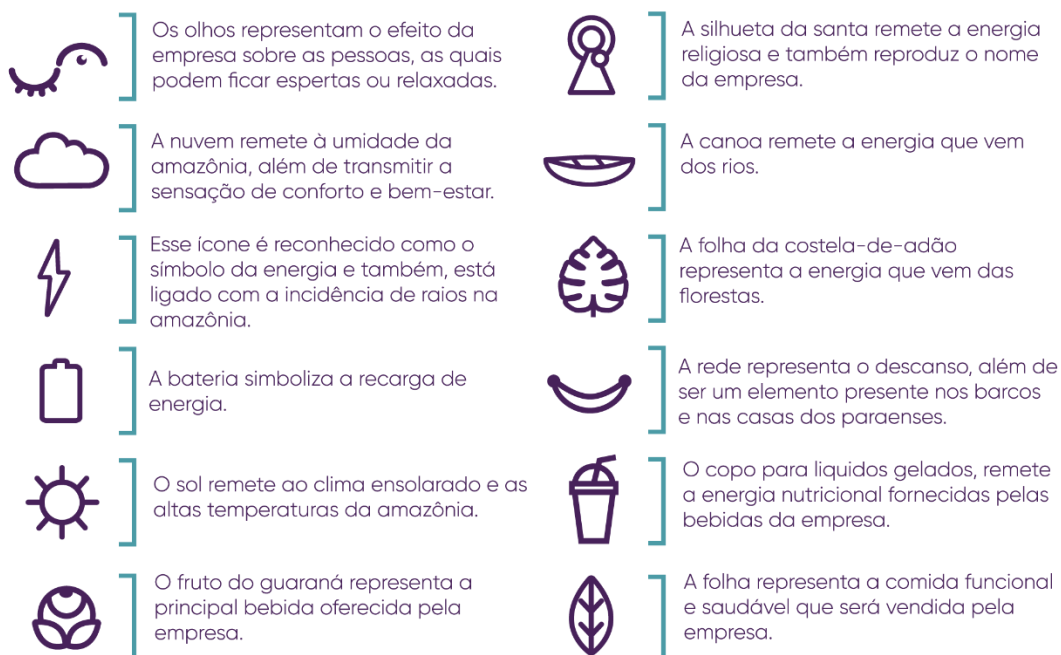 Os olhos representam o efeito da
empresa sobre as pessoas, as quais
podem ficar espertas ou relaxadas.
A silhueta da santa remete a energia
religiosa e também reproduz o nome
da empresa.
A nuvem remete à umidade da
amazônia, além de transmitir a
sensação de conforto e bem-estar.
A canoa remete a energia que vem
dos rios.
Esse ícone é reconhecido como o
símbolo da energia e também, está
ligado com a incidência de raios na
amazônia.
A folha da costela-de-adão
representa a energia que vem das
florestas.
A bateria simboliza a recarga de
energia.
A rede representa o descanso, além de
ser um elemento presente nos barcos
e nas casas dos paraenses.
O sol remete ao clima ensolarado e as
altas temperaturas da amazônia.
O copo para liquidos gelados, remete
a energia nutricional fornecidas pelas
bebidas da empresa.
O fruto do guaraná representa a
principal bebida oferecida pela
empresa.
A folha representa a comida funcional
e saudável que será vendida pela
empresa.